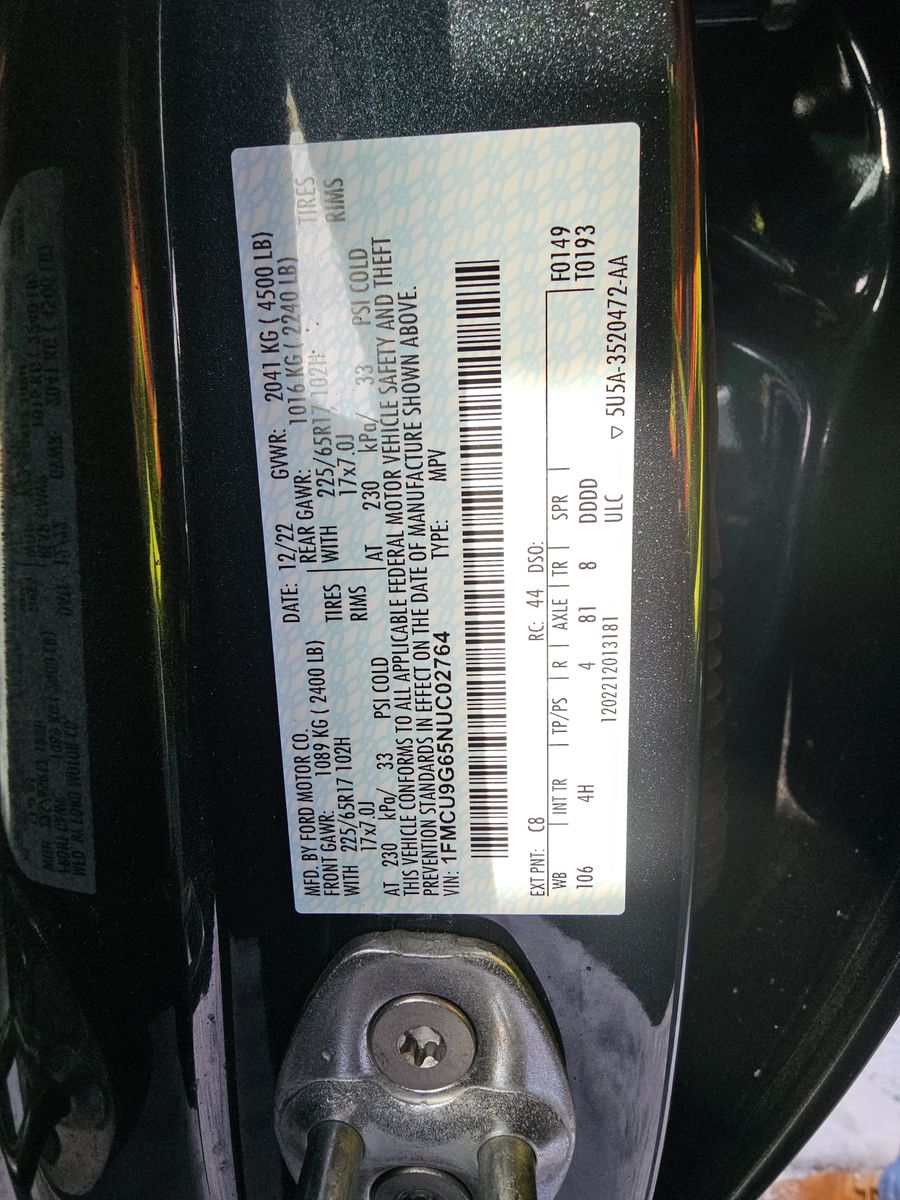 MFD. BY FORD MOTOR CO. DATE: 12/22 GVWR: 2041 KG ( 4500 LB)
FRONT GAWR: 1089 KG ( 2400 LB) REAR GAWR: 1016 KG ( 2240 LB)
WITH 225/65R17 102H TIRES WITH 225/65R17 102H TIRES
17x7.0J RIMS 17x7.0J RIMS
AT 230 kPa/ 33 PSI COLD AT 230 kPa/ 33 PSI COLD
THIS VEHICLE CONFORMS TO ALL APPLICABLE FEDERAL MOTOR VEHICLE SAFETY AND THEFT
PREVENTION STANDARDS IN EFFECT ON THE DATE OF MANUFACTURE SHOWN ABOVE.
VIN: 1FMCU9G65NUC02764 TYPE: MPV
EXT PNT: C8 RC: 44 DSO: F0149
WB INT TR TP/PS R AXLE TR SPR T0193
106 4H 4 81 8 DDDD
1202212013181 ULC ▽ 5U5A-3520472-AA